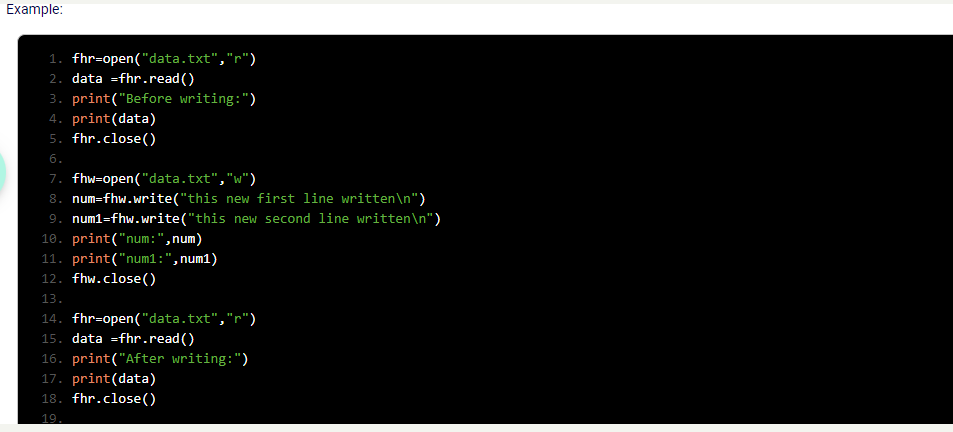 Example:
1. fhr=open("data.txt","r")
2. data =fhr.read()
3. print("Before writing:")
4. print(data)
5. fhr.close()
6.
7. fhw=open("data.txt","w")
8. num=fhw.write("this new first line written\n")
9. num1=fhw.write("this new second line written\n")
10. print("num:",num)
11. print("num1:",num1)
12. fhw.close()
13.
14. fhr=open("data.txt","r")
15. data =fhr.read()
16. print("After writing:")
17. print(data)
18. fhr.close()
19.